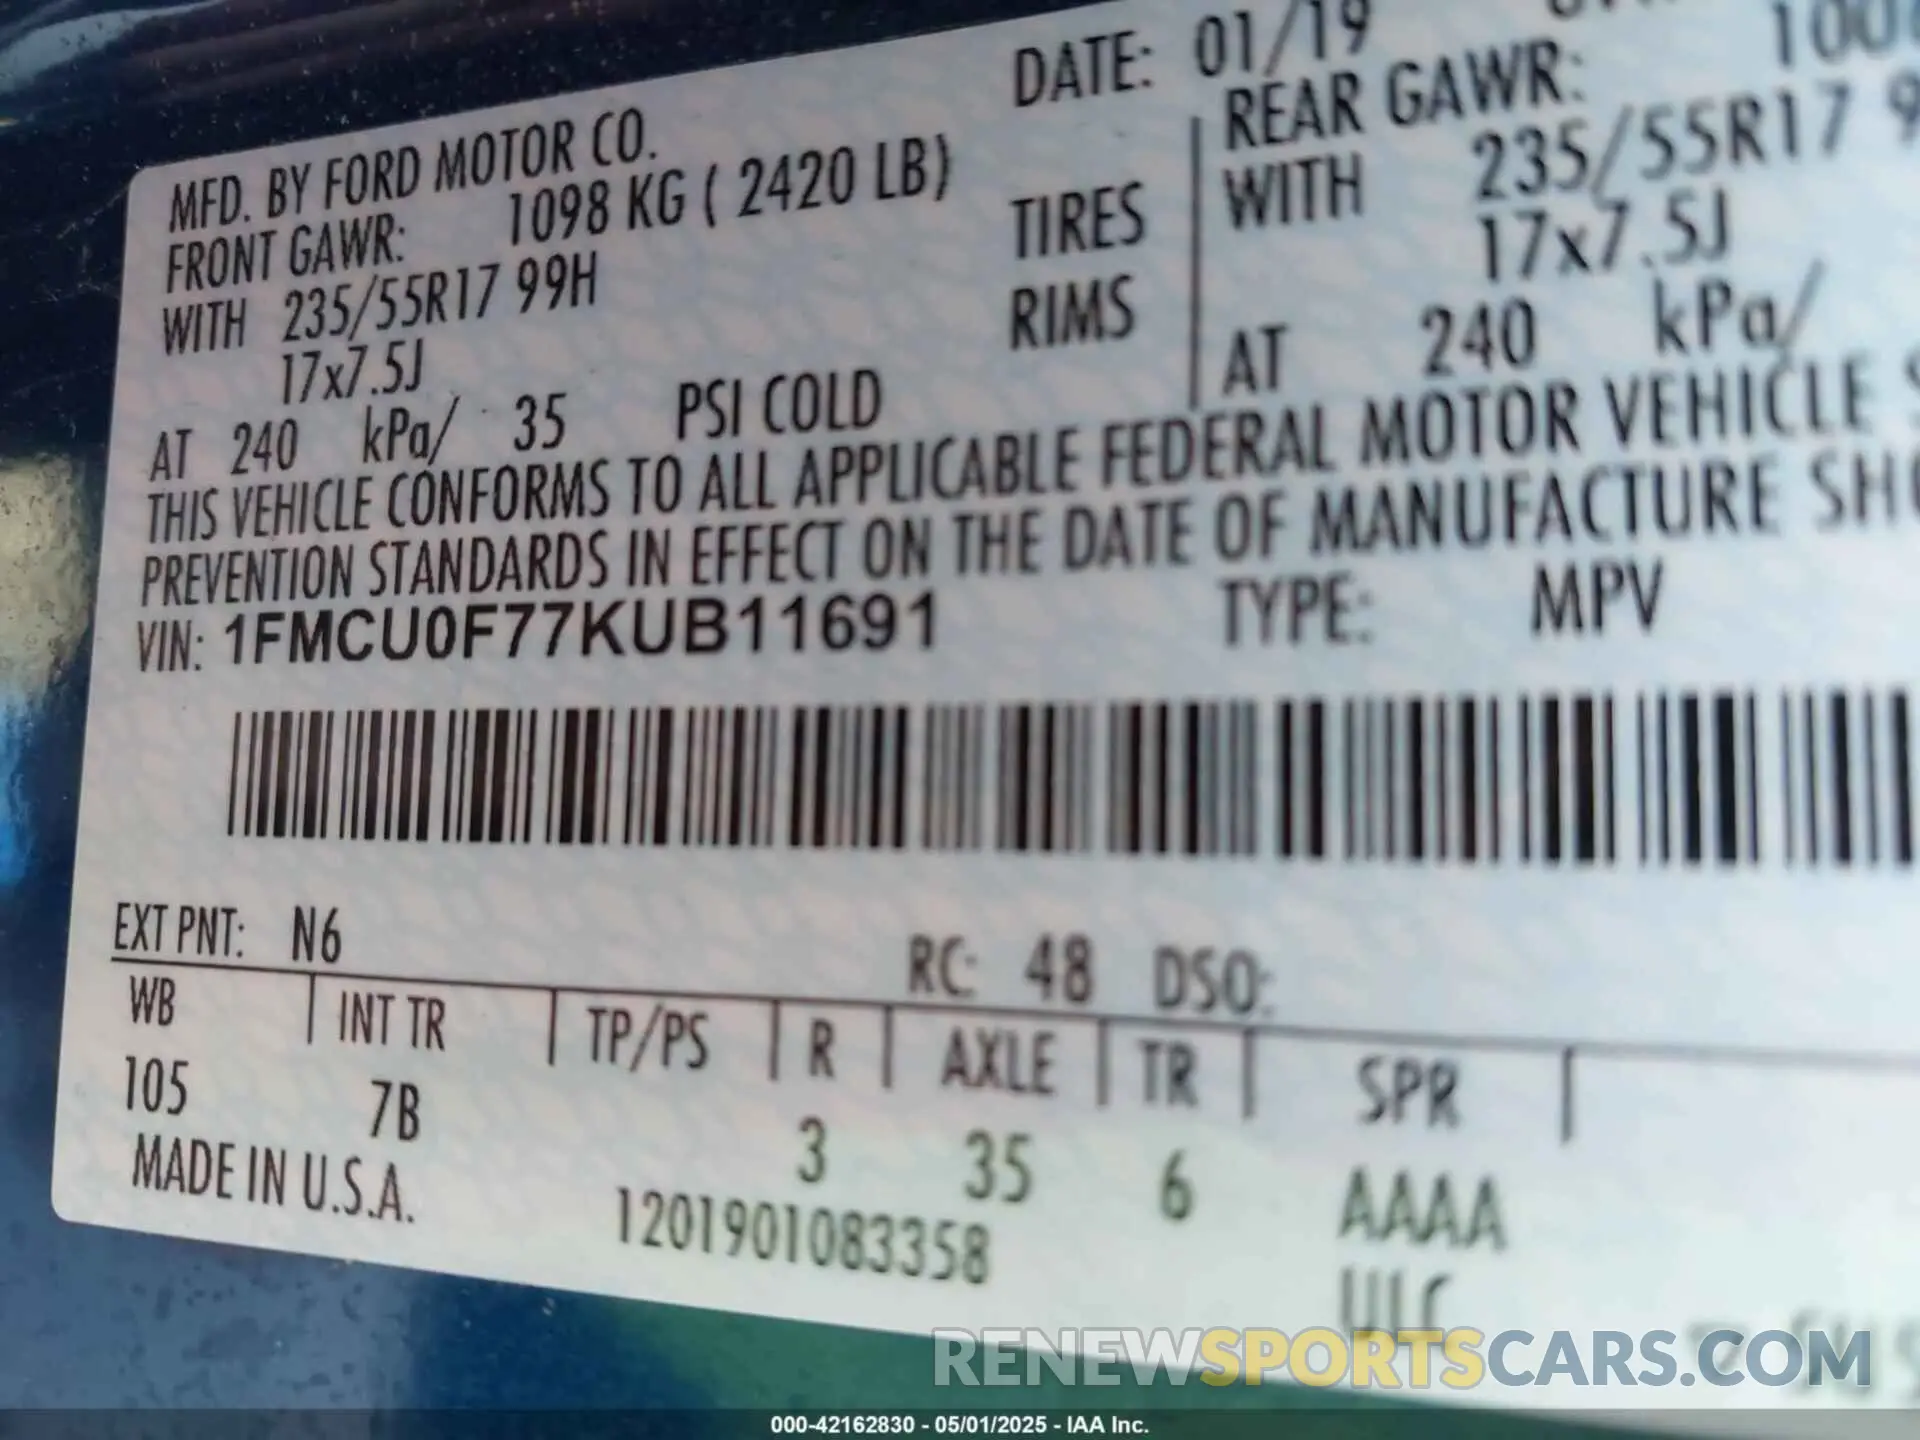 DATE: 01/19
MFD. BY FORD MOTOR CO.
FRONT GAWR: 1098 KG ( 2420 LB)
WITH 235/55R17 99H
17x7.5J
AT 240 kPa/ 35 PSI COLD
TIRES
RIMS
REAR GAWR:
WITH 235/55R17
17x7.5J
AT 240 kPa/
THIS VEHICLE CONFORMS TO ALL APPLICABLE FEDERAL MOTOR VEHICLE
PREVENTION STANDARDS IN EFFECT ON THE DATE OF MANUFACTURE
VIN: 1FMCU0F77KUB11691 TYPE: MPV
EXT PNT: N6 RC: 48 DSO:
WB INT TR TP/PS R AXLE TR SPR
105 7B 3 35 6 AAAA
MADE IN U.S.A. 1201901083358
RENEWSPORTSCARS.COM
000-42162830 - 05/01/2025 - IAA Inc.